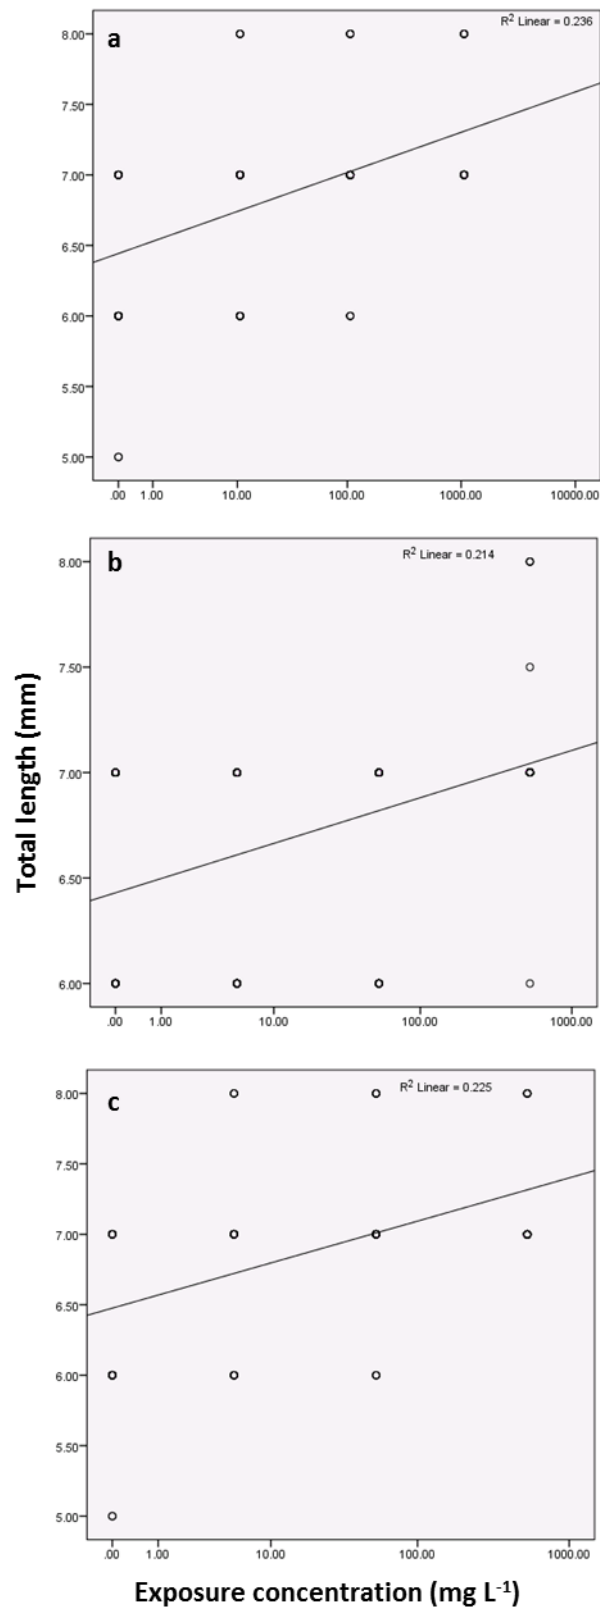 a
R² Linear = 0.236
8.00
7.50
7.00
6.50
6.00
5.50
5.00
.00 1.00 10.00 100.00 1000.00 10000.00
b
R² Linear = 0.214
8.00
7.50
7.00
6.50
6.00
.00 1.00 10.00 100.00 1000.00
Total length (mm)
c
R² Linear = 0.225
8.00
7.50
7.00
6.50
6.00
5.50
5.00
.00 1.00 10.00 100.00 1000.00
Exposure concentration (mg L⁻¹)